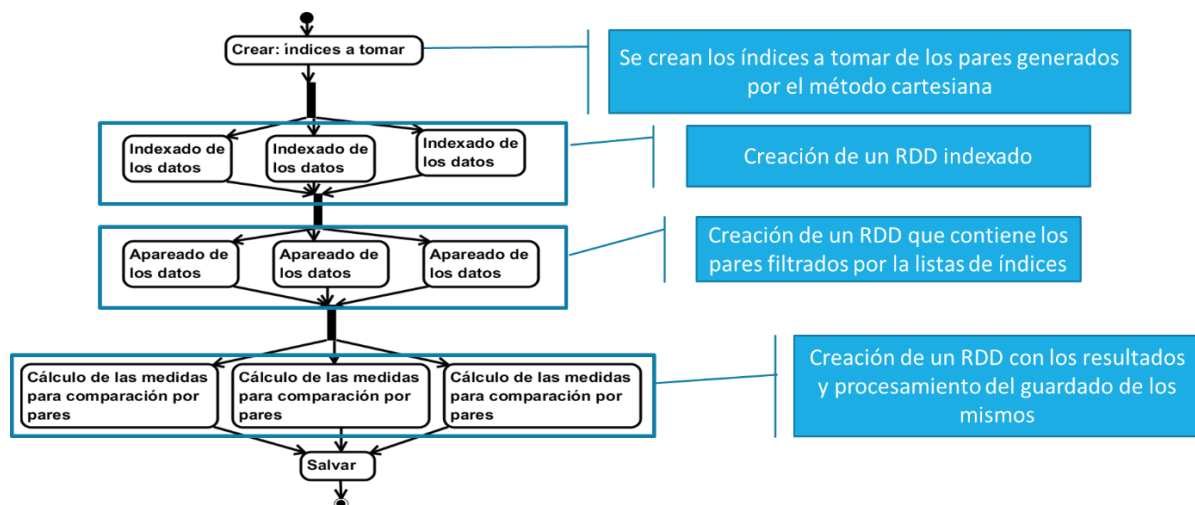 Crear: índices a tomar
Se crean los índices a tomar de los pares generados
por el método cartesiana
Indexado de
los datos
Indexado de
los datos
Indexado de
los datos
Creación de un RDD indexado
Apareado de
los datos
Apareado de
los datos
Apareado de
los datos
Creación de un RDD que contiene los
pares filtrados por la listas de índices
Cálculo de las medidas
para comparación por
pares
Cálculo de las medidas
para comparación por
pares
Cálculo de las medidas
para comparación por
pares
Creación de un RDD con los resultados
y procesamiento del guardado de los
mismos
Salvar